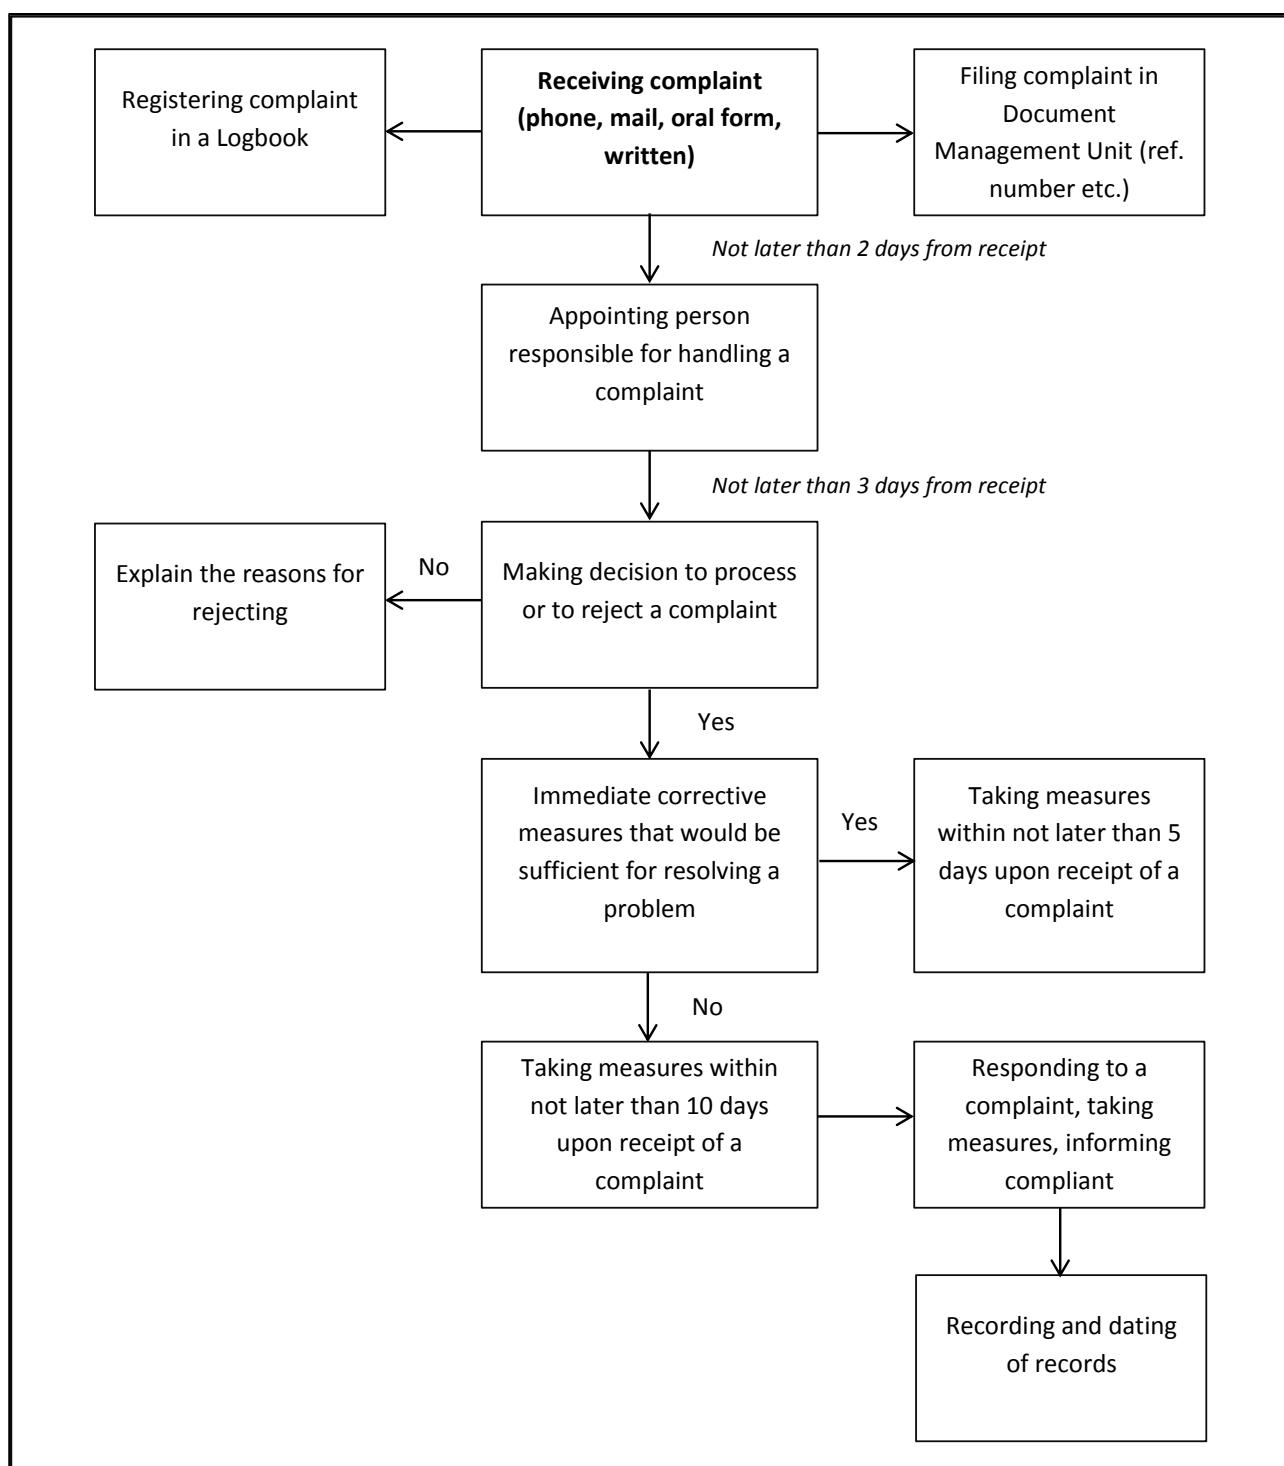 Registering complaint
in a Logbook
Receiving complaint
(phone, mail, oral form,
written)
Filing complaint in
Document
Management Unit (ref.
number etc.)
Not later than 2 days from receipt
Appointing person
responsible for handling a
complaint
Not later than 3 days from receipt
Explain the reasons for
rejecting
No
Making decision to process
or to reject a complaint
Yes
Immediate corrective
measures that would be
sufficient for resolving a
problem
Yes
Taking measures
within not later than 5
days upon receipt of a
complaint
No
Taking measures within
not later than 10 days
upon receipt of a
complaint
Responding to a
complaint, taking
measures, informing
compliant
Recording and dating
of records